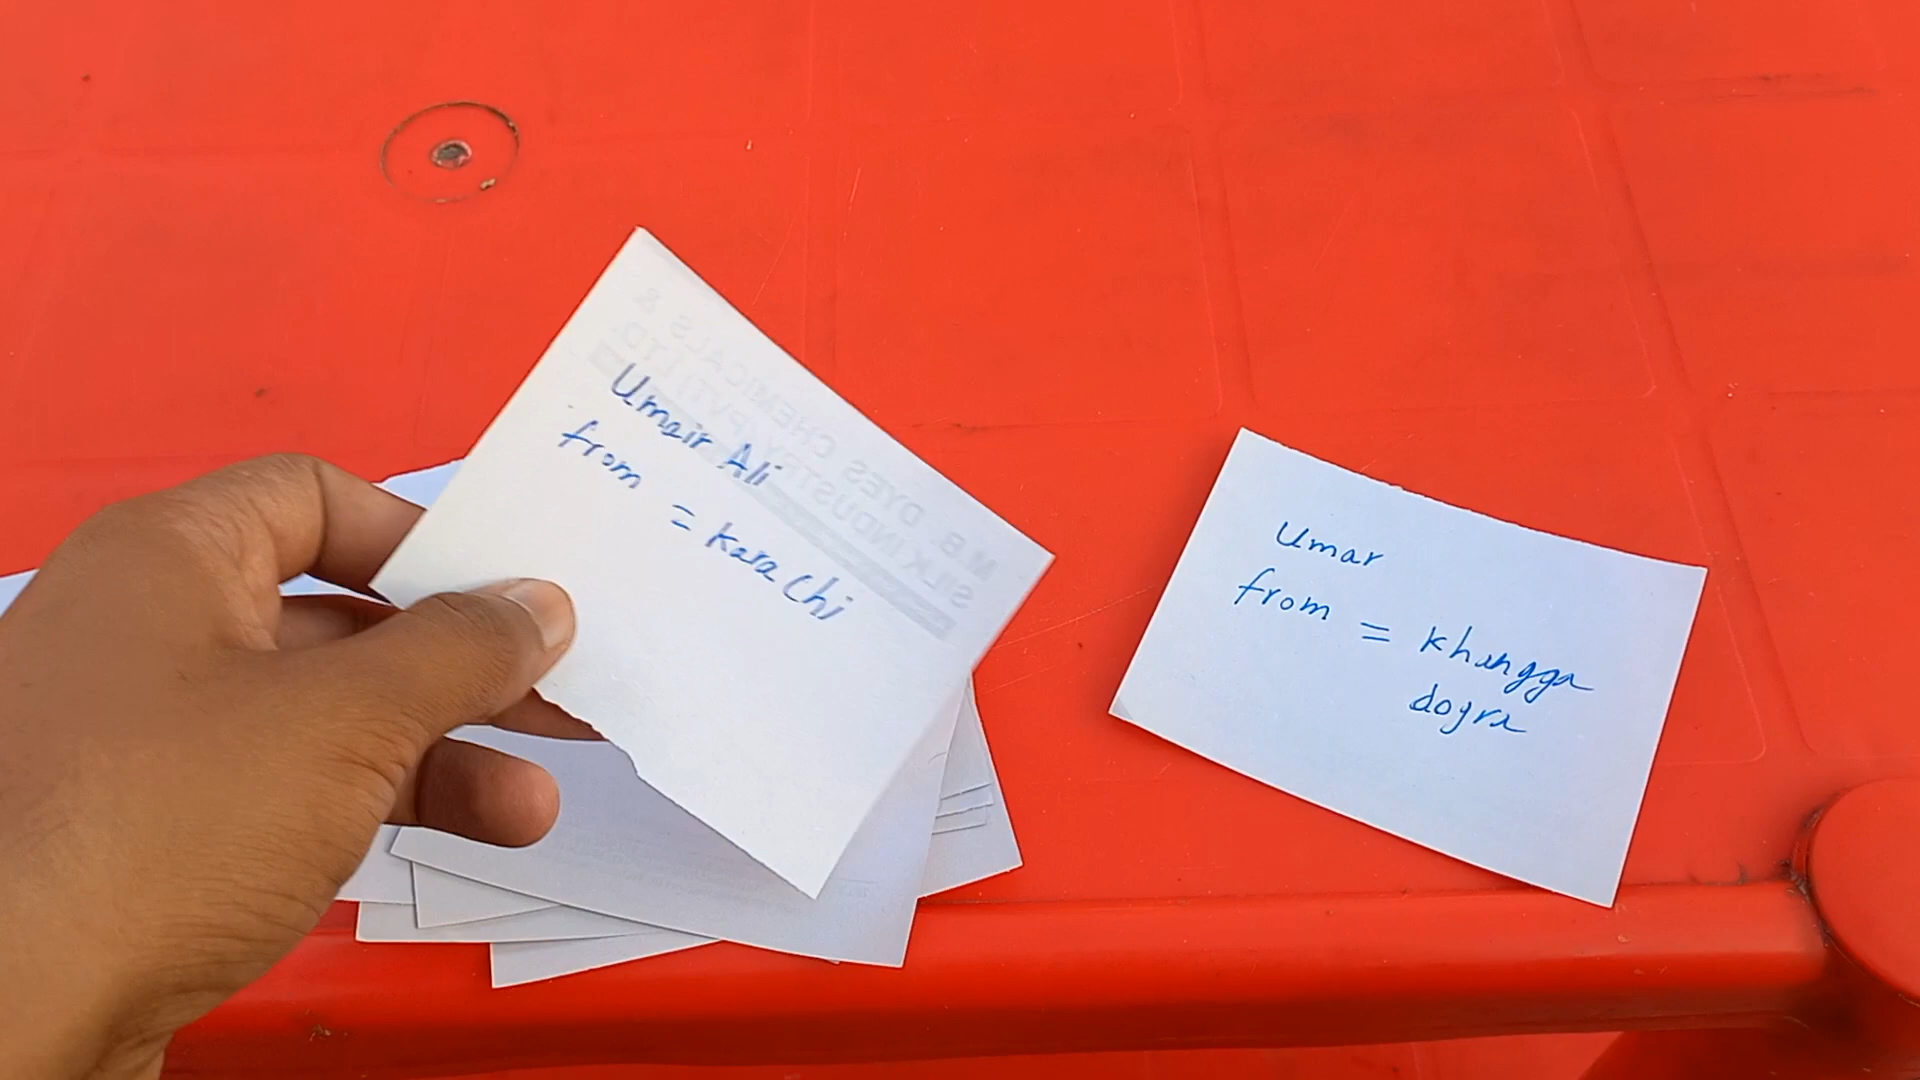 Umair Ali
from = karachi
M.B. DYES CHEMICALS &
SILK INDUSTRY (PVT) LTD
Umar
from = Khangga
dogra